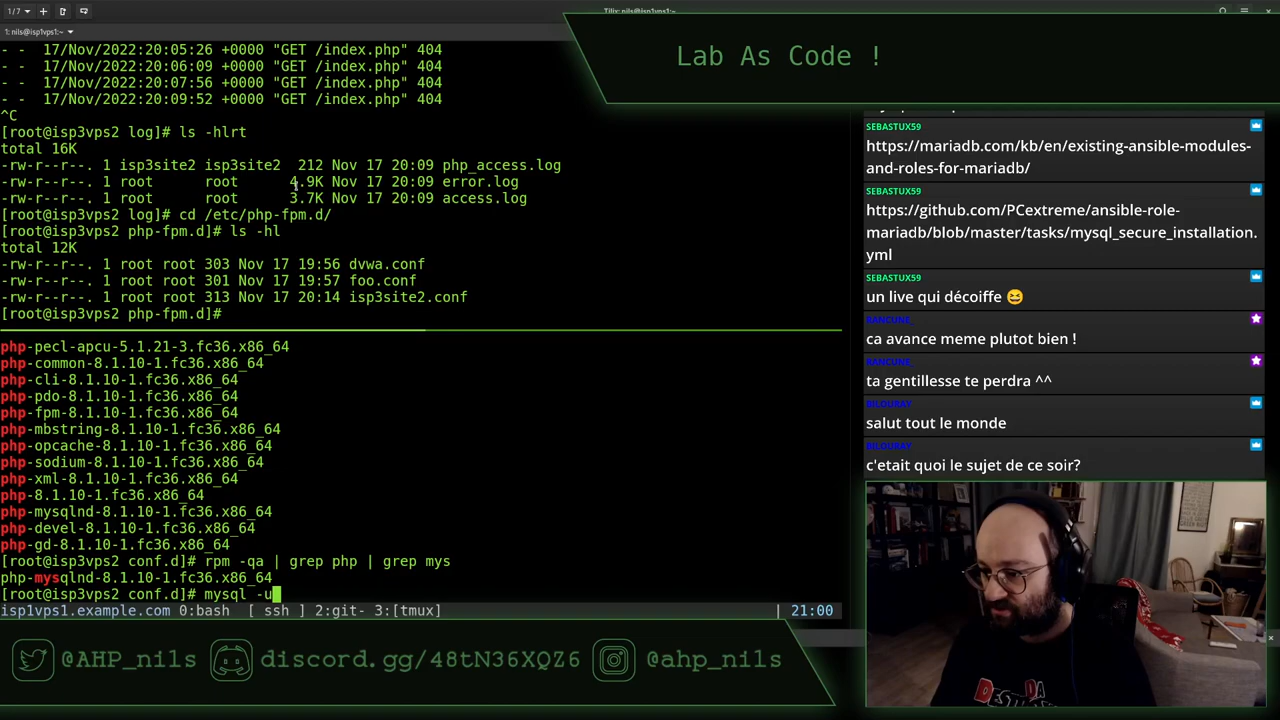 1/7
Tilix: nils@isp1vps1:~
1: nils@isp1vps1:~
- -  17/Nov/2022:20:05:26 +0000 "GET /index.php" 404
- -  17/Nov/2022:20:06:09 +0000 "GET /index.php" 404
- -  17/Nov/2022:20:07:56 +0000 "GET /index.php" 404
- -  17/Nov/2022:20:09:52 +0000 "GET /index.php" 404
^C
[root@isp3vps2 log]# ls -hlrt
total 16K
-rw-r--r--. 1 isp3site2 isp3site2  212 Nov 17 20:09 php_access.log
-rw-r--r--. 1 root      root      4.9K Nov 17 20:09 error.log
-rw-r--r--. 1 root      root      3.7K Nov 17 20:09 access.log
[root@isp3vps2 log]# cd /etc/php-fpm.d/
[root@isp3vps2 php-fpm.d]# ls -hl
total 12K
-rw-r--r--. 1 root root 303 Nov 17 19:56 dvwa.conf
-rw-r--r--. 1 root root 301 Nov 17 19:57 foo.conf
-rw-r--r--. 1 root root 313 Nov 17 20:14 isp3site2.conf
[root@isp3vps2 php-fpm.d]#
php-pecl-apcu-5.1.21-3.fc36.x86_64
php-common-8.1.10-1.fc36.x86_64
php-cli-8.1.10-1.fc36.x86_64
php-pdo-8.1.10-1.fc36.x86_64
php-fpm-8.1.10-1.fc36.x86_64
php-mbstring-8.1.10-1.fc36.x86_64
php-opcache-8.1.10-1.fc36.x86_64
php-sodium-8.1.10-1.fc36.x86_64
php-xml-8.1.10-1.fc36.x86_64
php-8.1.10-1.fc36.x86_64
php-mysqlnd-8.1.10-1.fc36.x86_64
php-devel-8.1.10-1.fc36.x86_64
php-gd-8.1.10-1.fc36.x86_64
[root@isp3vps2 conf.d]# rpm -qa | grep php | grep mys
php-mysqlnd-8.1.10-1.fc36.x86_64
[root@isp3vps2 conf.d]# mysql -u
isp1vps1.example.com 0:bash  [ ssh ] 2:git- 3:[tmux]
| 21:00
Lab As Code !
SEBASTUX59
https://mariadb.com/kb/en/existing-ansible-modules-
and-roles-for-mariadb/
SEBASTUX59
https://github.com/PCextreme/ansible-role-
mariadb/blob/master/tasks/mysql_secure_installation.
yml
SEBASTUX59
un live qui décoiffe 😆
RANCUNE_
ca avance meme plutot bien !
RANCUNE_
ta gentillesse te perdra ^^
BILOURAY
salut tout le monde
BILOURAY
c'etait quoi le sujet de ce soir?
@AHP_nils
discord.gg/48tN36XQZ6
@ahp_nils